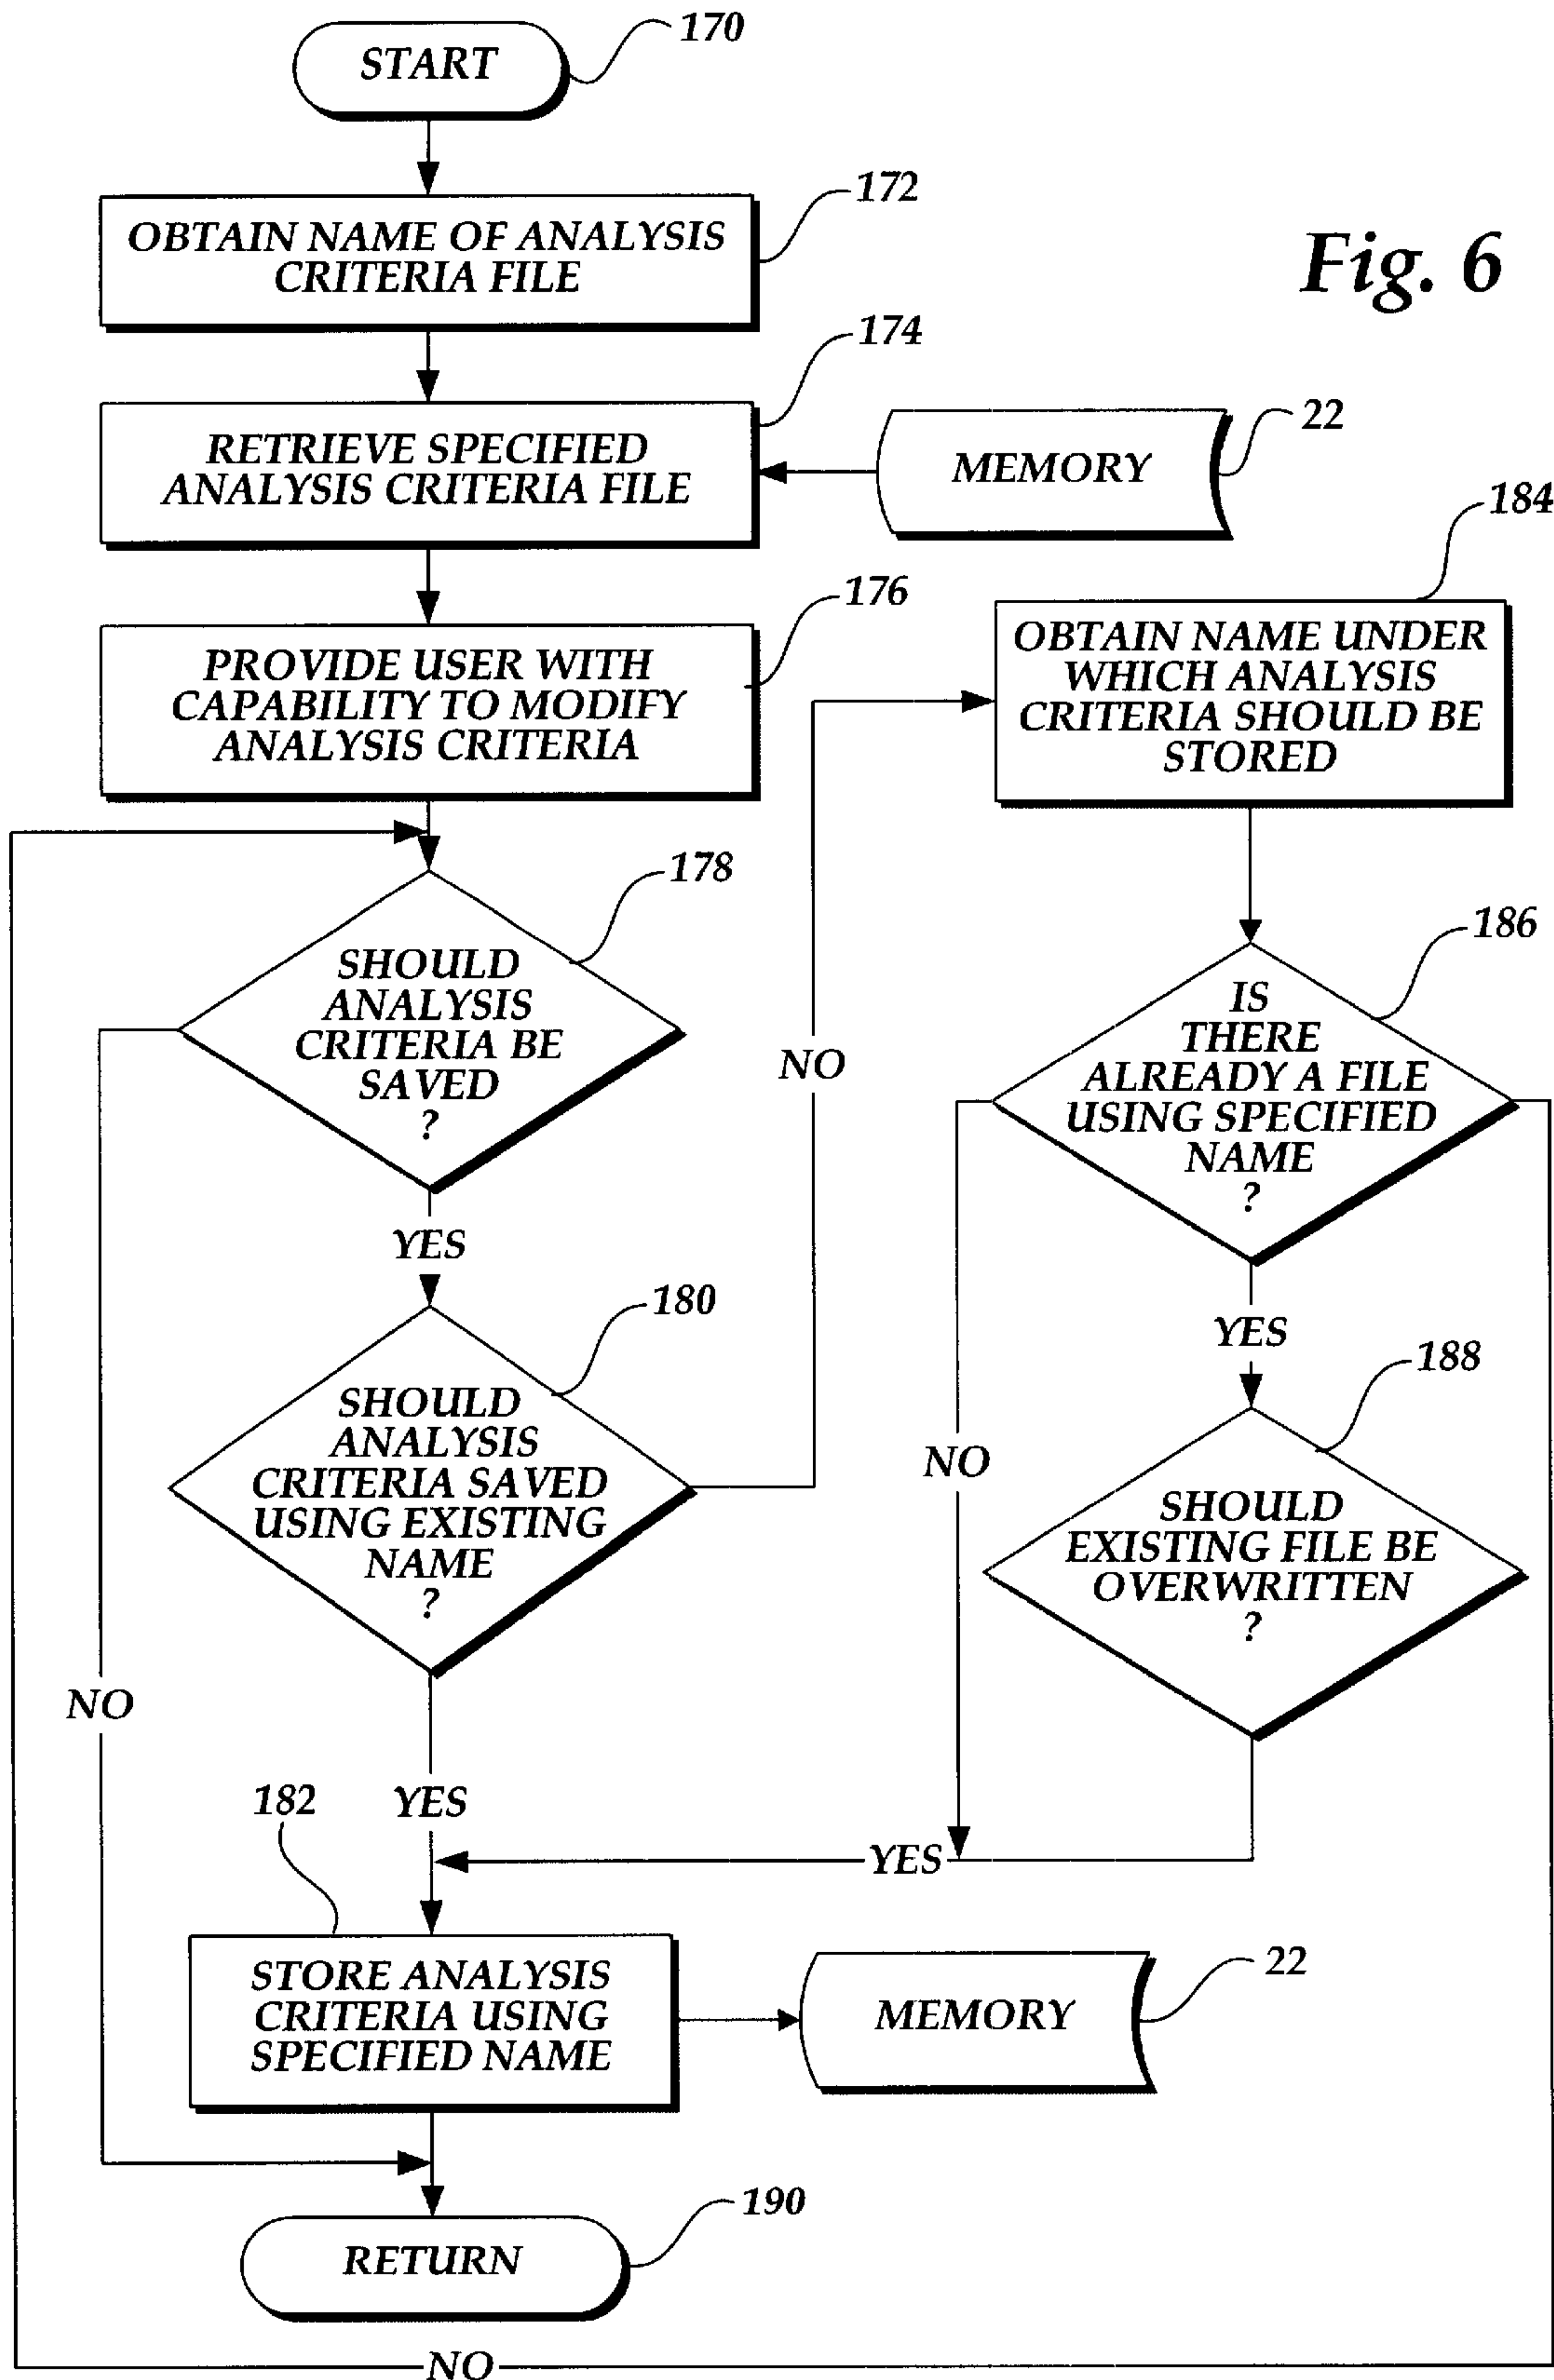 START
170
OBTAIN NAME OF ANALYSIS
CRITERIA FILE
172
Fig. 6
RETRIEVE SPECIFIED
ANALYSIS CRITERIA FILE
174
MEMORY
22
PROVIDE USER WITH
CAPABILITY TO MODIFY
ANALYSIS CRITERIA
176
OBTAIN NAME UNDER
WHICH ANALYSIS
CRITERIA SHOULD BE
STORED
184
SHOULD
ANALYSIS
CRITERIA BE
SAVED
?
178
NO
YES
IS
THERE
ALREADY A FILE
USING SPECIFIED
NAME
?
186
YES
NO
SHOULD
ANALYSIS
CRITERIA SAVED
USING EXISTING
NAME
?
180
NO
YES
SHOULD
EXISTING FILE BE
OVERWRITTEN
?
188
YES
182
STORE ANALYSIS
CRITERIA USING
SPECIFIED NAME
MEMORY
22
RETURN
190
NO